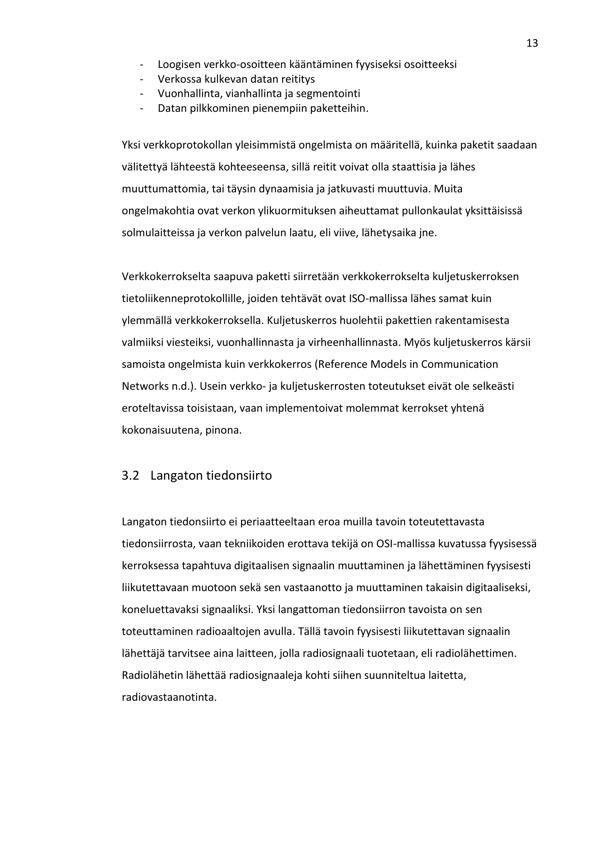 13
- Loogisen verkko-osoitteen kääntäminen fyysiseksi osoitteeksi
- Verkossa kulkevan datan reititys
- Vuonhallinta, vianhallinta ja segmentointi
- Datan pilkkominen pienempiin paketteihin.
Yksi verkkoprotokollan yleisimmistä ongelmista on määritellä, kuinka paketit saadaan
välitettyä lähteestä kohteeseensa, sillä reitit voivat olla staattisia ja lähes
muuttumattomia, tai täysin dynaamisia ja jatkuvasti muuttuvia. Muita
ongelmakohtia ovat verkon ylikuormituksen aiheuttamat pullonkaulat yksittäisissä
solmulaitteissa ja verkon palvelun laatu, eli viive, lähetysaika jne.
Verkkokerrokselta saapuva paketti siirretään verkkokerrokselta kuljetuskerroksen
tietoliikenneprotokollille, joiden tehtävät ovat ISO-mallissa lähes samat kuin
ylemmällä verkkokerroksella. Kuljetuskerros huolehtii pakettien rakentamisesta
valmiiksi viesteiksi, vuonhallinnasta ja virheenhallinnasta. Myös kuljetuskerros kärsii
samoista ongelmista kuin verkkokerros (Reference Models in Communication
Networks n.d.). Usein verkko- ja kuljetuskerrosten toteutukset eivät ole selkeästi
eroteltavissa toisistaan, vaan implementoivat molemmat kerrokset yhtenä
kokonaisuutena, pinona.
3.2 Langaton tiedonsiirto
Langaton tiedonsiirto ei periaatteeltaan eroa muilla tavoin toteutettavasta
tiedonsiirrosta, vaan tekniikoiden erottava tekijä on OSI-mallissa kuvatussa fyysisessä
kerroksessa tapahtuva digitaalisen signaalin muuttaminen ja lähettäminen fyysisesti
liikutettavaan muotoon sekä sen vastaanotto ja muuttaminen takaisin digitaaliseksi,
koneluettavaksi signaaliksi. Yksi langattoman tiedonsiirron tavoista on sen
toteuttaminen radioaaltojen avulla. Tällä tavoin fyysisesti liikutettavan signaalin
lähettäjä tarvitsee aina laitteen, jolla radiosignaali tuotetaan, eli radiolähettimen.
Radiolähetin lähettää radiosignaaleja kohti siihen suunniteltua laitetta,
radiovastaanotinta.